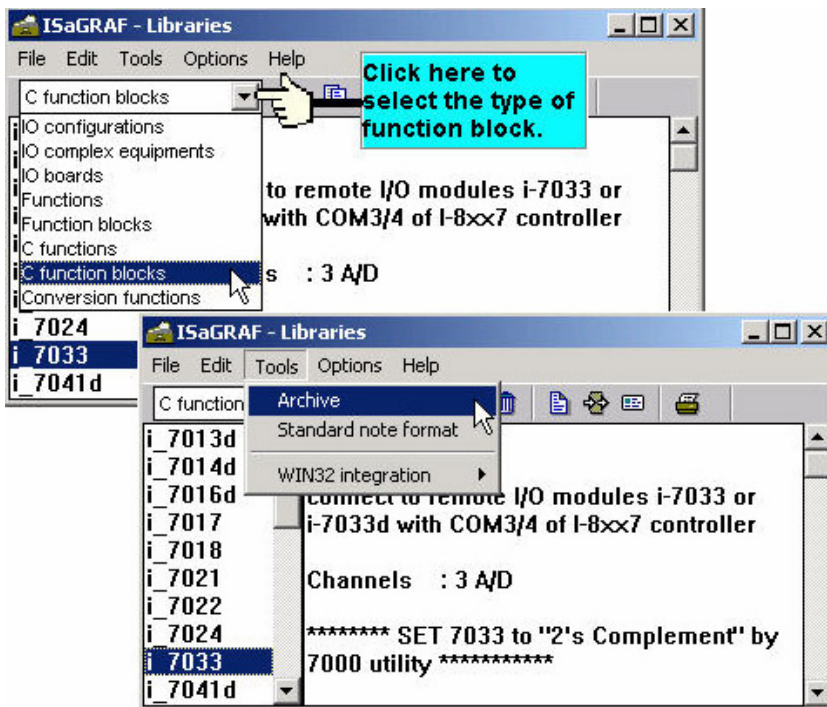 ISaGRAF - Libraries
File Edit Tools Options Help
C function blocks
Click here to
select the type of
function block.
IO configurations
IO complex equipments
IO boards
Functions
Function blocks
C functions
C function blocks
Conversion functions
to remote I/O modules i-7033 or
with COM3/4 of I-8xx7 controller
s : 3 A/D
i_7024
i_7033
i_7041d
ISaGRAF - Libraries
File Edit Tools Options Help
C function
Archive
Standard note format
WIN32 integration
i_7013d
i_7014d
i_7016d
i_7017
i_7018
i_7021
i_7022
i_7024
i_7033
i_7041d
Connect to remote I/O modules i-7033 or
i-7033d with COM3/4 of I-8xx7 controller
Channels : 3 A/D
******** SET 7033 to "2's Complement" by
7000 utility ***********